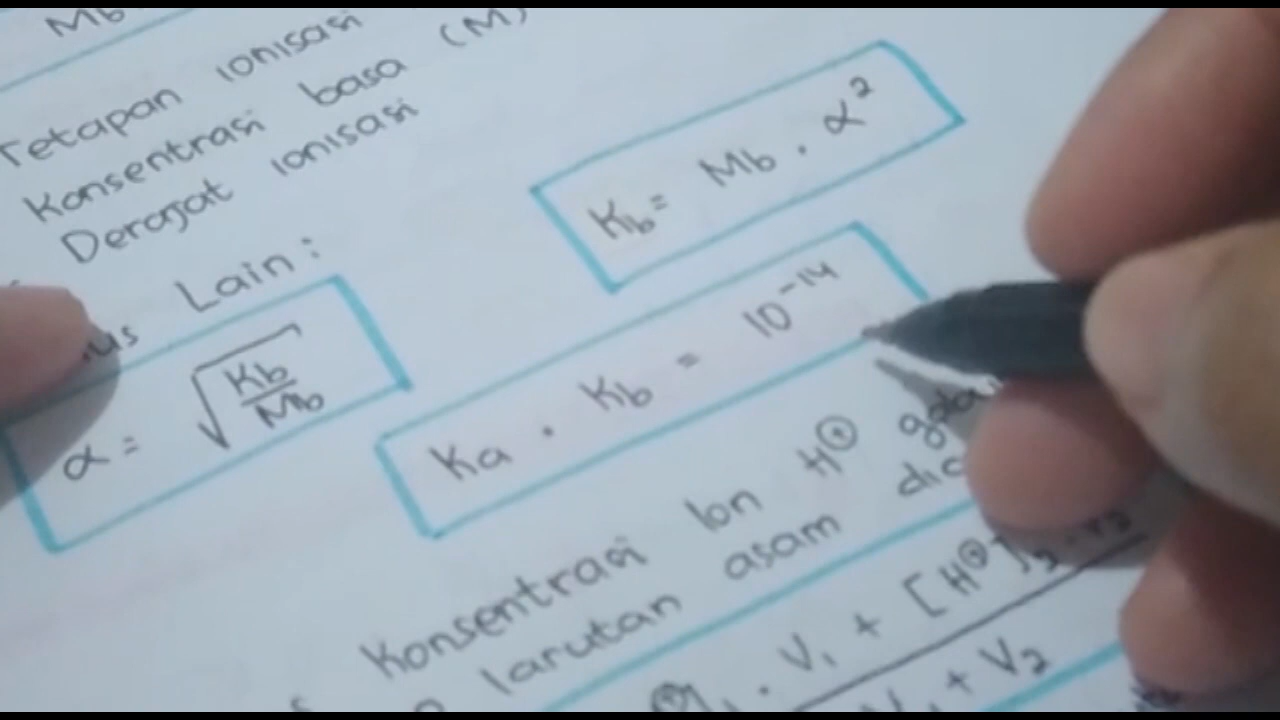 Mb
Tetapan ionisasi
Konsentrasi basa (M)
Derajat ionisasi
Lain :
Kb = Mb . α²
α = √Kb/Mb
Ka . Kb = 10⁻¹⁴
Konsentrasi Ion H⊕
larutan asam
. V₁ + [H⊕]₂ . V₂
V₁ + V₂